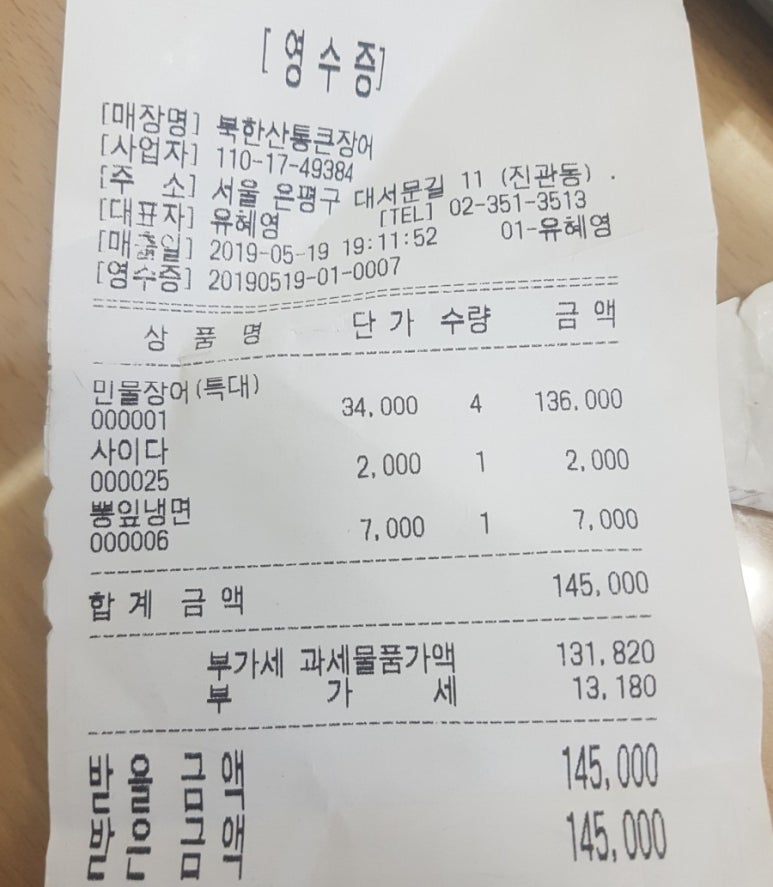 [영수증]
[매장명] 북한산통큰장어
[사업자] 110-17-49384
[주 소] 서울 은평구 대서문길 11 (진관동) .
[대표자] 유혜영 [TEL] 02-351-3513
[매출일] 2019-05-19 19:11:52 01-유혜영
[영수증] 20190519-01-0007
상 품 명 단 가 수량 금 액
민물장어(특대)
000001 34,000 4 136,000
사이다
000025 2,000 1 2,000
뽕잎냉면
000006 7,000 1 7,000
합 계 금 액 145,000
부가세 과세물품가액 131,820
부 가 세 13,180
받 을 금 액 145,000
받 은 금 액 145,000